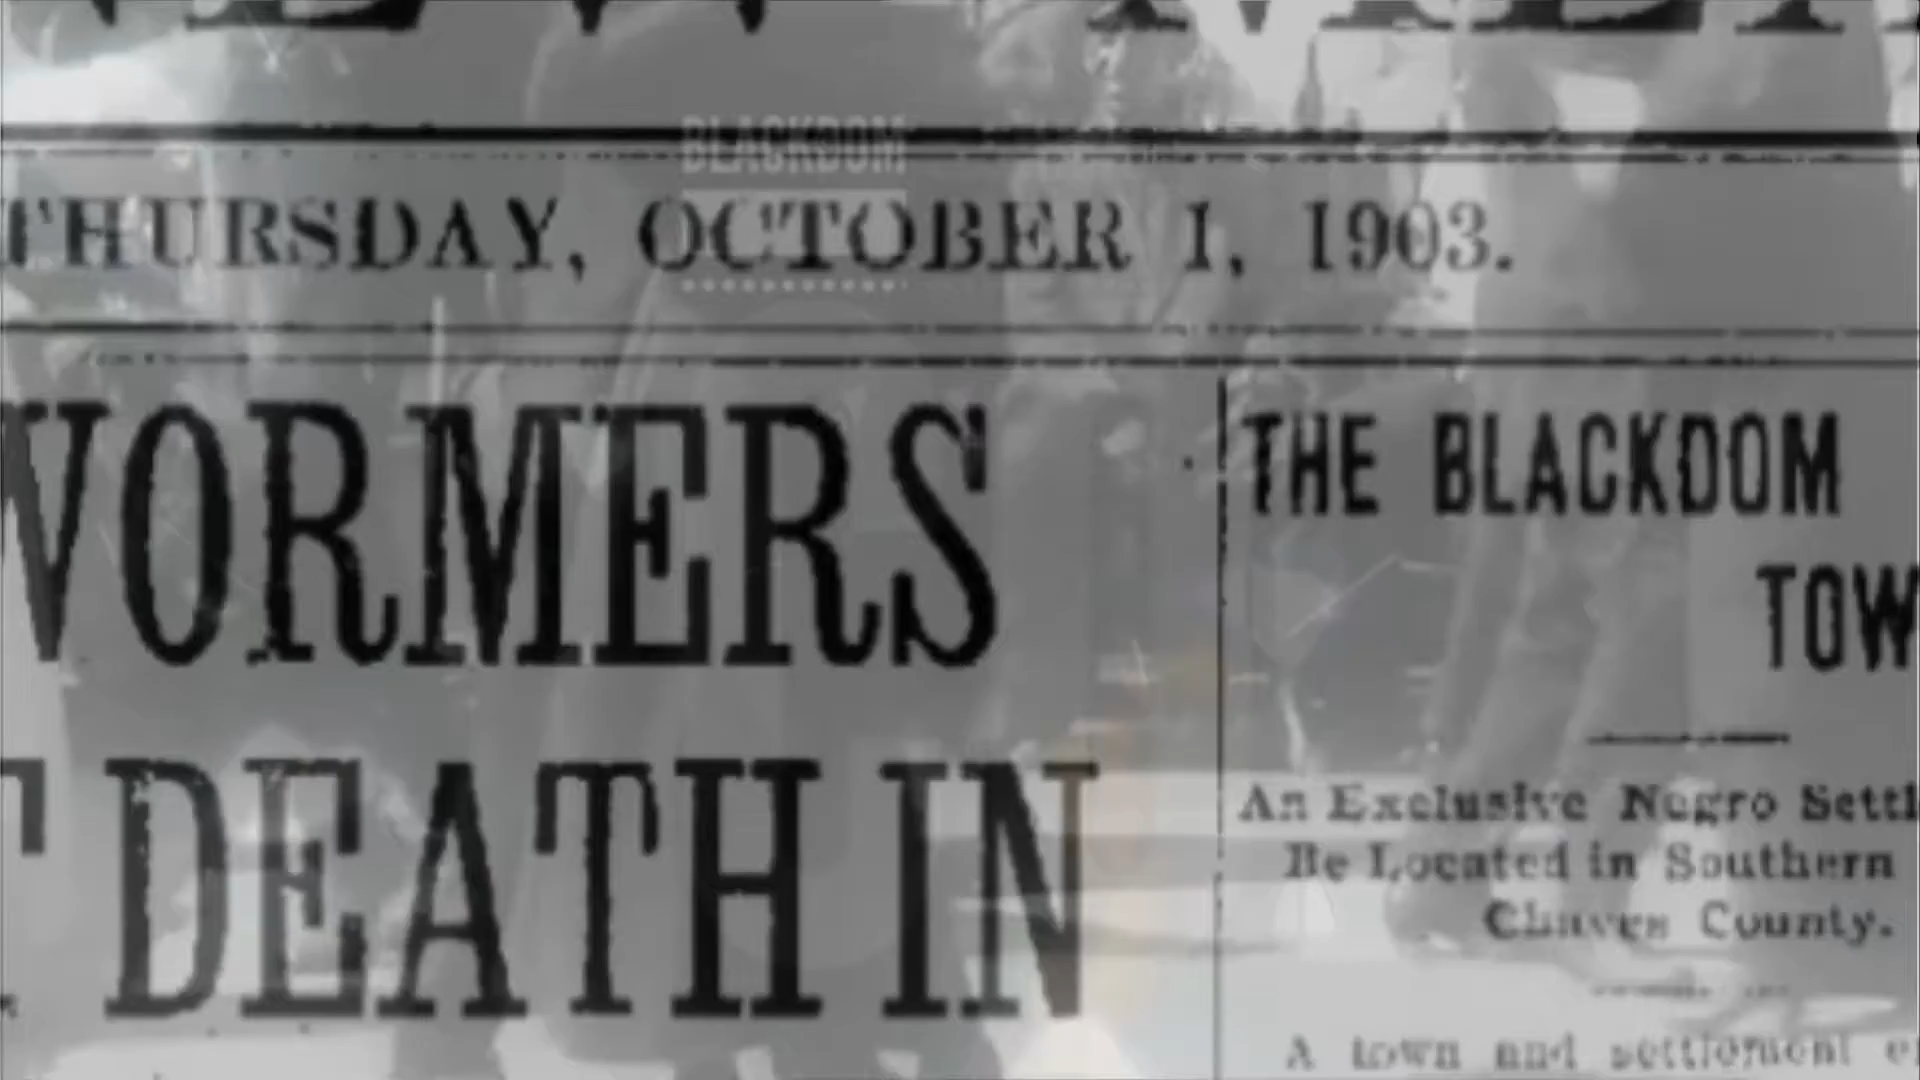 BLACKDOM
THURSDAY, OCTOBER 1, 1903.
WORMERS
DEATH IN
THE BLACKDOM
TOW
An Exclusive Negro Settl
Be Located in Southern
Chaves County.
A town and settlement